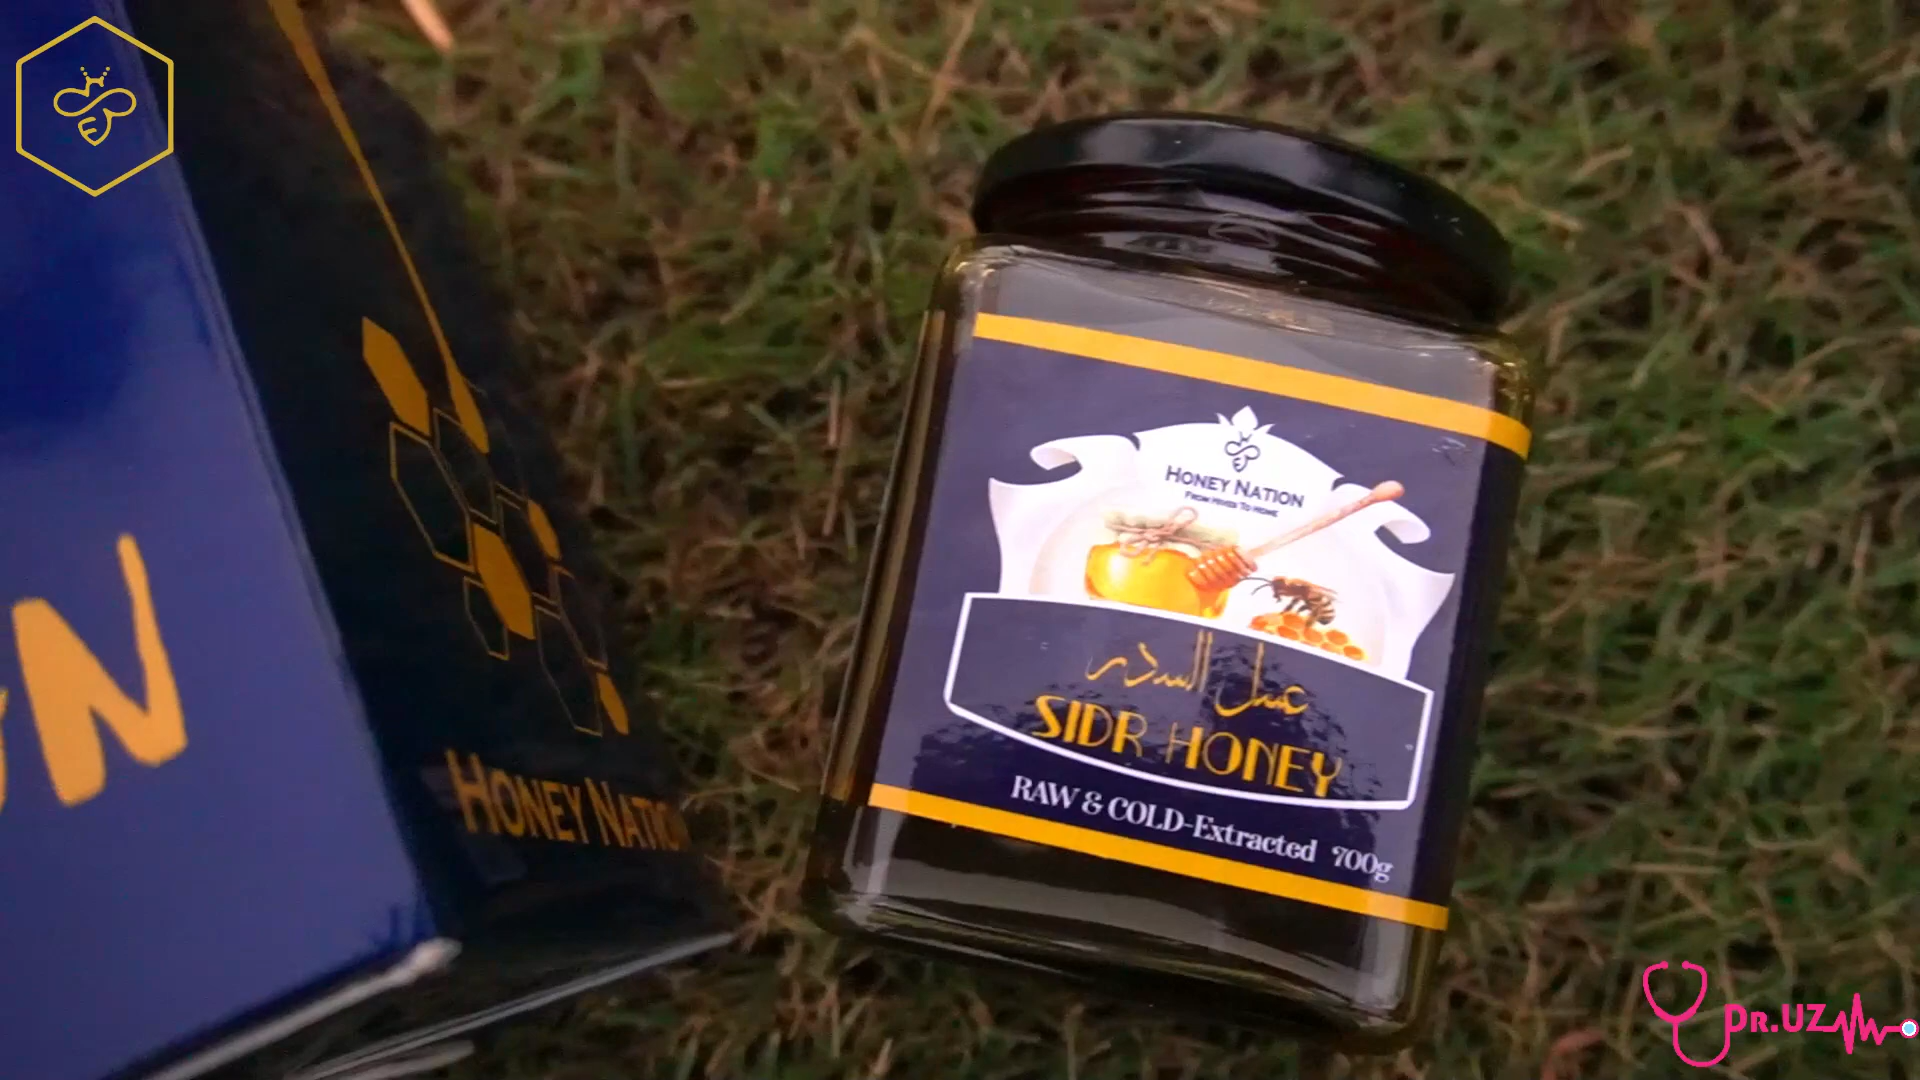 N
HONEY NATION
HONEY NATION
FROM HIVES TO HOME
عسل السدر
SIDR HONEY
RAW & COLD-Extracted 700g
DR.UZ